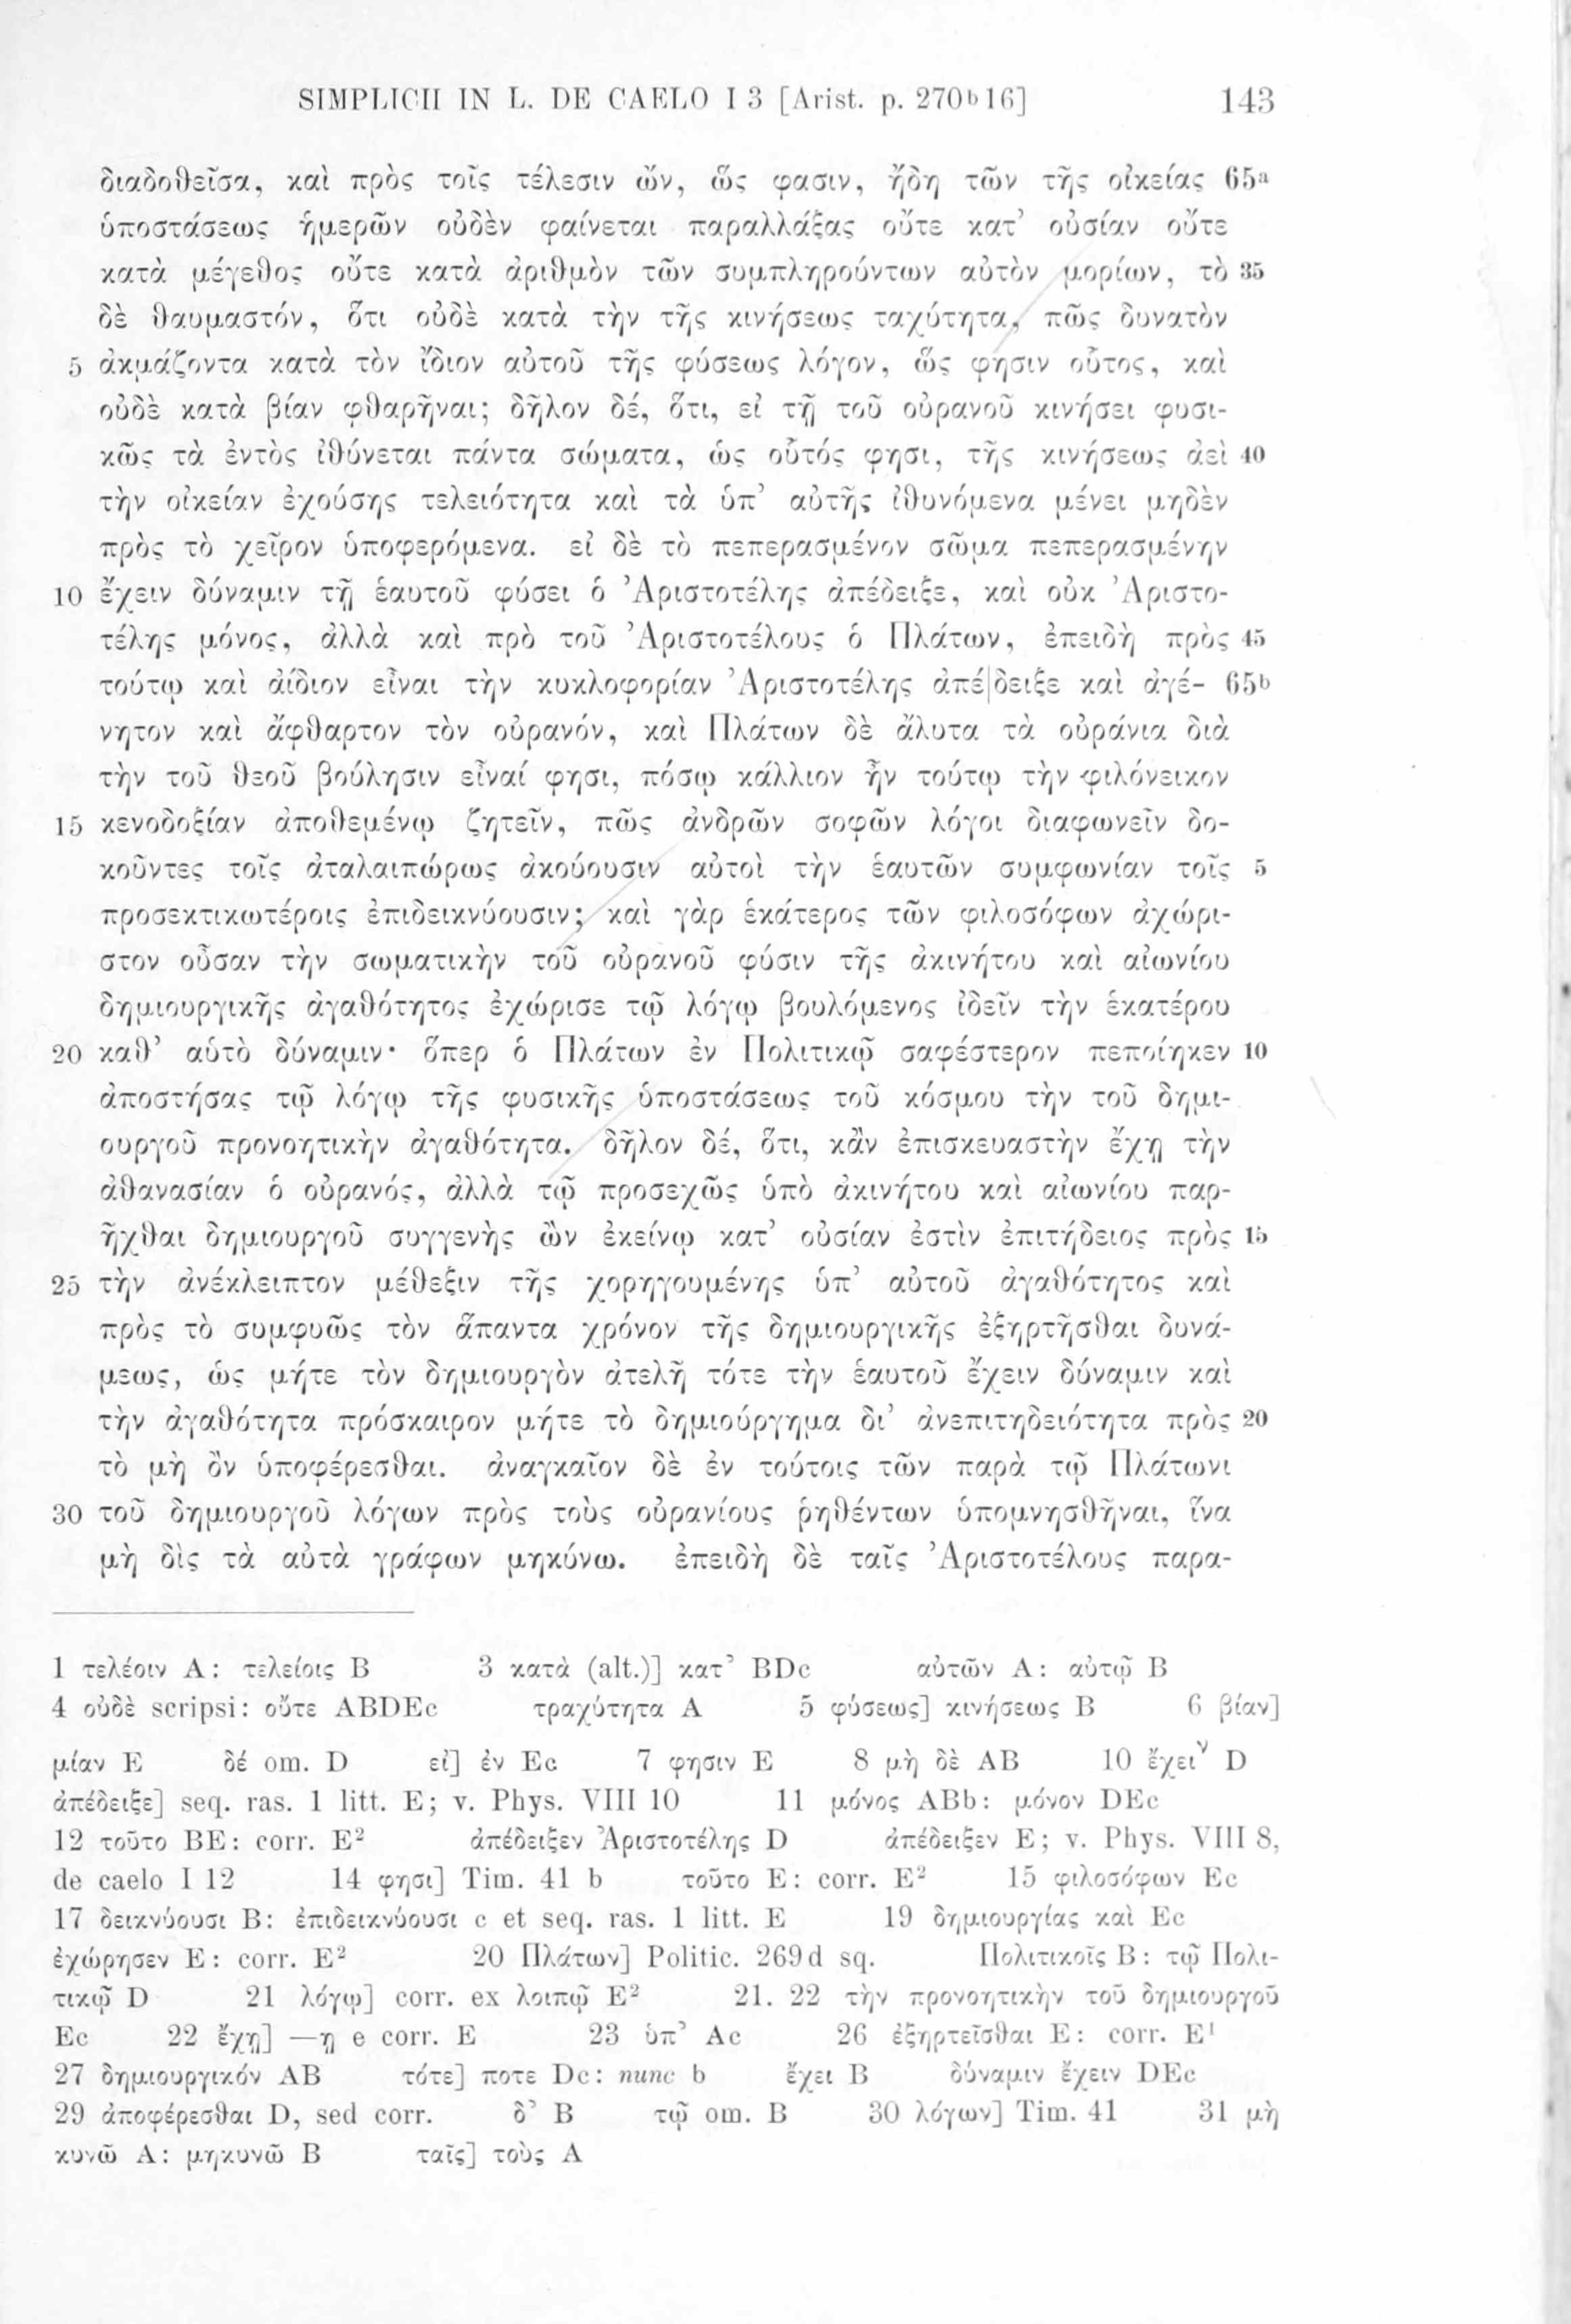 SIMPLICII IN L. DE CAELO I 3 [Arist. p. 270b16] 143
διαδοθεῖσα, καὶ πρὸς τοῖς τέλεσιν ὤν, ὥς φασιν, ἤδη τῶν τῆς οἰκείας 65a
ὑποστάσεως ἡμερῶν οὐδὲν φαίνεται παραλλάξας οὔτε κατ’ οὐσίαν οὔτε
κατὰ μέγεθος οὔτε κατὰ ἀριθμὸν τῶν συμπληρούντων αὐτὸν μορίων, τὸ 35
δὲ θαυμαστόν, ὅτι οὐδὲ κατὰ τὴν τῆς κινήσεως ταχύτητα, πῶς δυνατὸν
5 ἀκμάζοντα κατὰ τὸν ἴδιον αὐτοῦ τῆς φύσεως λόγον, ὥς φησιν οὗτος, καὶ
οὐδὲ κατὰ βίαν φθαρῆναι; δῆλον δέ, ὅτι, εἰ τῇ τοῦ οὐρανοῦ κινήσει φυσι-
κῶς τὰ ἐντὸς ἰθύνεται πάντα σώματα, ὡς οὗτός φησι, τῆς κινήσεως ἀεὶ 40
τὴν οἰκείαν ἐχούσης τελειότητα καὶ τὰ ὑπ’ αὐτῆς ἰθυνόμενα μένει μηδὲν
πρὸς τὸ χεῖρον ὑποφερόμενα. εἰ δὲ τὸ πεπερασμένον σῶμα πεπερασμένην
10 ἔχειν δύναμιν τῇ ἑαυτοῦ φύσει ὁ Ἀριστοτέλης ἀπέδειξε, καὶ οὐκ Ἀριστο-
τέλης μόνος, ἀλλὰ καὶ πρὸ τοῦ Ἀριστοτέλους ὁ Πλάτων, ἐπειδὴ πρὸς 45
τούτῳ καὶ ἀίδιον εἶναι τὴν κυκλοφορίαν Ἀριστοτέλης ἀπέ|δειξε καὶ ἀγέ- 65b
νητον καὶ ἄφθαρτον τὸν οὐρανόν, καὶ Πλάτων δὲ ἄλυτα τὰ οὐράνια διὰ
τὴν τοῦ θεοῦ βούλησιν εἶναί φησι, πόσῳ κάλλιον ἦν τούτῳ τὴν φιλόνεικον
15 κενοδοξίαν ἀποθεμένῳ ζητεῖν, πῶς ἀνδρῶν σοφῶν λόγοι διαφωνεῖν δο-
κοῦντες τοῖς ἀταλαιπώρως ἀκούουσιν αὐτοὶ τὴν ἑαυτῶν συμφωνίαν τοῖς 5
προσεκτικωτέροις ἐπιδεικνύουσιν; καὶ γὰρ ἑκάτερος τῶν φιλοσόφων ἀχώρι-
στον οὖσαν τὴν σωματικὴν τοῦ οὐρανοῦ φύσιν τῆς ἀκινήτου καὶ αἰωνίου
δημιουργικῆς ἀγαθότητος ἐχώρισε τῷ λόγῳ βουλόμενος ἰδεῖν τὴν ἑκατέρου
20 καθ’ αὑτὸ δύναμιν· ὅπερ ὁ Πλάτων ἐν Πολιτικῷ σαφέστερον πεποίηκεν 10
ἀποστήσας τῷ λόγῳ τῆς φυσικῆς ὑποστάσεως τοῦ κόσμου τὴν τοῦ δημι-
ουργοῦ προνοητικὴν ἀγαθότητα. δῆλον δέ, ὅτι, κἂν ἐπισκευαστὴν ἔχῃ τὴν
ἀθανασίαν ὁ οὐρανός, ἀλλὰ τῷ προσεχῶς ὑπὸ ἀκινήτου καὶ αἰωνίου παρ-
ῆχθαι δημιουργοῦ συγγενὴς ὢν ἐκείνῳ κατ’ οὐσίαν ἐστὶν ἐπιτήδειος πρὸς 15
25 τὴν ἀνέκλειπτον μέθεξιν τῆς χορηγουμένης ὑπ’ αὐτοῦ ἀγαθότητος καὶ
πρὸς τὸ συμφυῶς τὸν ἅπαντα χρόνον τῆς δημιουργικῆς ἐξηρτῆσθαι δυνά-
μεως, ὡς μήτε τὸν δημιουργὸν ἀτελῆ τότε τὴν ἑαυτοῦ ἔχειν δύναμιν καὶ
τὴν ἀγαθότητα πρόσκαιρον μήτε τὸ δημιούργημα δι’ ἀνεπιτηδειότητα πρὸς 20
τὸ μὴ ὂν ὑποφέρεσθαι. ἀναγκαῖον δὲ ἐν τούτοις τῶν παρὰ τῷ Πλάτωνι
30 τοῦ δημιουργοῦ λόγων πρὸς τοὺς οὐρανίους ῥηθέντων ὑπομνησθῆναι, ἵνα
μὴ δὶς τὰ αὐτὰ γράφων μηκύνω. ἐπειδὴ δὲ ταῖς Ἀριστοτέλους παρα-
1 τελέοιν A: τελείοις B 3 κατὰ (alt.)] κατ’ BDc αὐτῶν A: αὐτῷ B
4 οὐδὲ scripsi: οὔτε ABDEc τραχύτητα A 5 φύσεως] κινήσεως B 6 βίαν]
μίαν E δέ om. D εἰ] ἐν Ec 7 φησιν E 8 μὴ δὲ AB 10 ἔχειν D
ἀπέδειξε] seq. ras. 1 litt. E; v. Phys. VIII 10 11 μόνος ABb: μόνον DEc
12 τοῦτο BE: corr. E² ἀπέδειξεν Ἀριστοτέλης D ἀπέδειξεν E; v. Phys. VIII 8,
de caelo I 12 14 φησι] Tim. 41 b τοῦτο E: corr. E² 15 φιλοσόφων Ec
17 δεικνύουσι B: ἐπιδεικνύουσι c et seq. ras. 1 litt. E 19 δημιουργίας καὶ Ec
ἐχώρησεν E: corr. E² 20 Πλάτων] Politic. 269d sq. Πολιτικοῖς B: τῷ Πολι-
τικῷ D 21 λόγῳ] corr. ex λοιπῷ E² 21. 22 τὴν προνοητικὴν τοῦ δημιουργοῦ
Ec 22 ἔχῃ] —ῃ e corr. E 23 ὑπ’ Ac 26 ἐξηρτεῖσθαι E: corr. E¹
27 δημιουργικόν AB τότε] ποτε Dc: nunc b ἔχει B δύναμιν ἔχειν DEc
29 ἀποφέρεσθαι D, sed corr. δ’ B τῷ om. B 30 λόγων] Tim. 41 31 μὴ
κυνῶ A: μηκυνῶ B ταῖς] τοὺς A